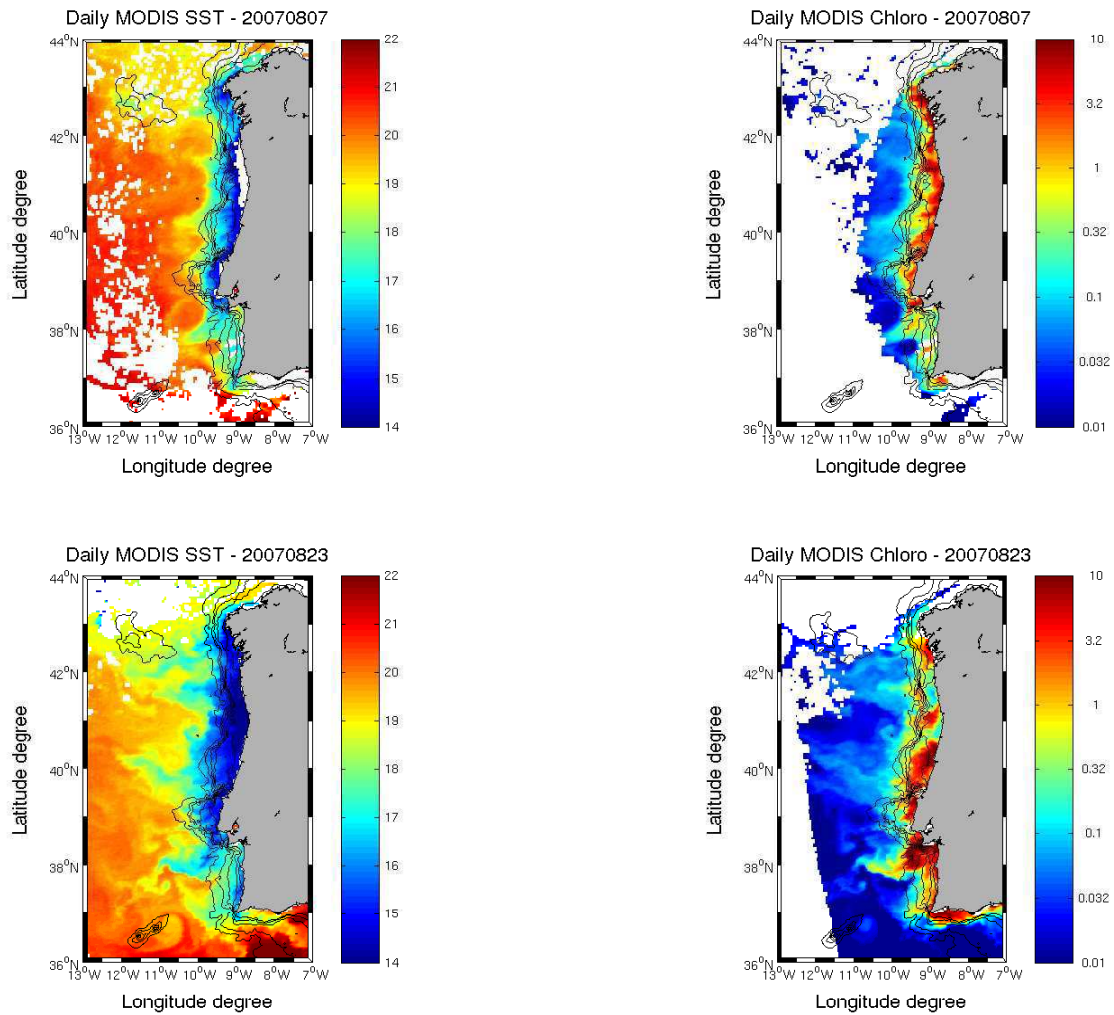 Daily MODIS SST - 20070807
Daily MODIS Chloro - 20070807
44°N
42°N
40°N
38°N
36°N
Latitude degree
13°W 12°W 11°W 10°W 9°W 8°W 7°W
Longitude degree
22
21
20
19
18
17
16
15
14
44°N
42°N
40°N
38°N
36°N
Latitude degree
13°W 12°W 11°W 10°W 9°W 8°W 7°W
Longitude degree
10
3.2
1
0.32
0.1
0.032
0.01
Daily MODIS SST - 20070823
Daily MODIS Chloro - 20070823
44°N
42°N
40°N
38°N
36°N
Latitude degree
13°W 12°W 11°W 10°W 9°W 8°W 7°W
Longitude degree
22
21
20
19
18
17
16
15
14
44°N
42°N
40°N
38°N
36°N
Latitude degree
13°W 12°W 11°W 10°W 9°W 8°W 7°W
Longitude degree
10
3.2
1
0.32
0.1
0.032
0.01